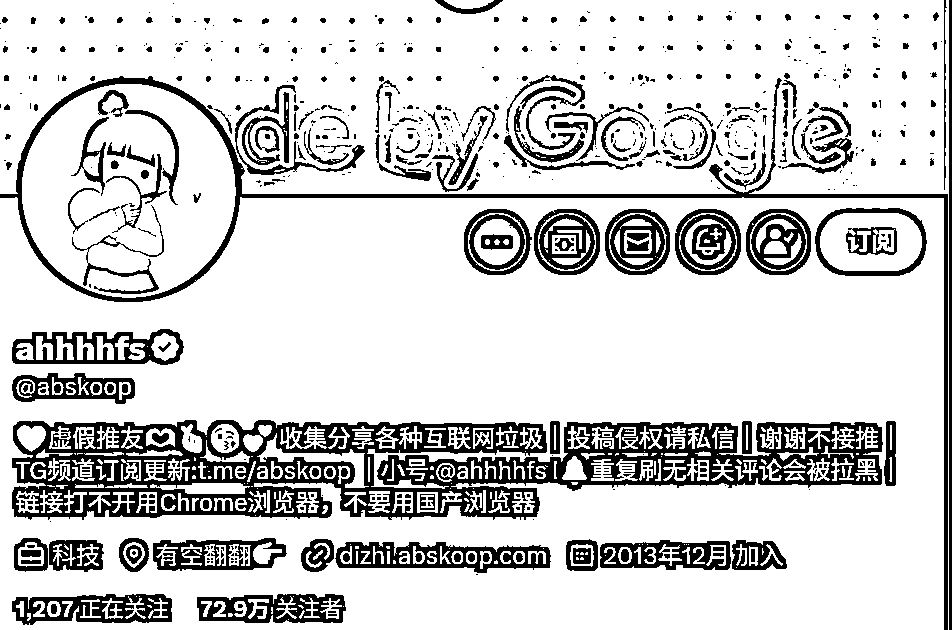 de by Google
订阅
ahhhhfs
@abskoop
虚假推友 收集分享各种互联网垃圾｜投稿侵权请私信｜谢谢不接推｜
TG频道订阅更新:t.me/abskoop ｜小号:@ahhhhfs | 重复刷无相关评论会被拉黑｜
链接打不开用Chrome浏览器，不要用国产浏览器
科技 有空翻翻👉 dizhi.abskoop.com 2013年12月 加入
1,207 正在关注 72.9万 关注者